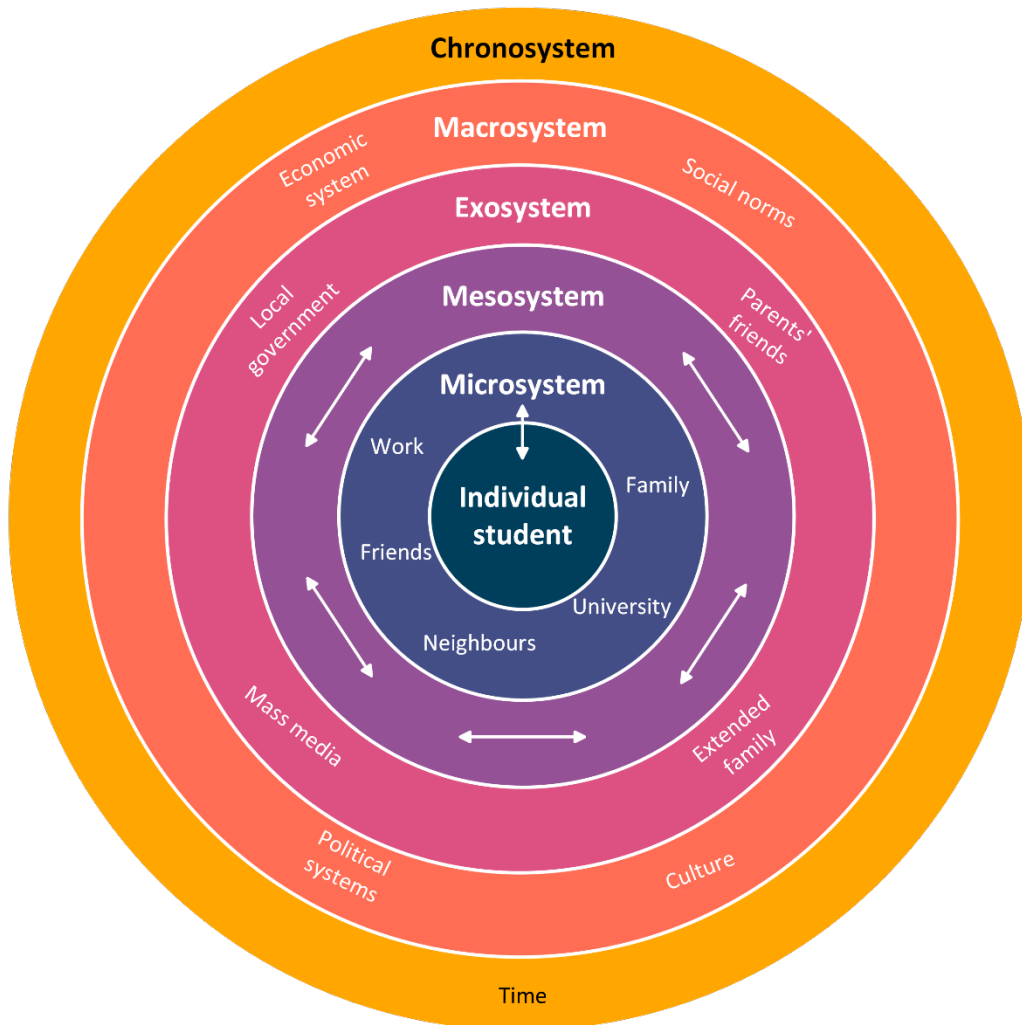 Chronosystem
Macrosystem
Economic
system
Social norms
Exosystem
Local
government
Parents'
friends
Mesosystem
Microsystem
Work
Family
Individual
student
Friends
University
Neighbours
Mass media
Extended
family
Political
systems
Culture
Time